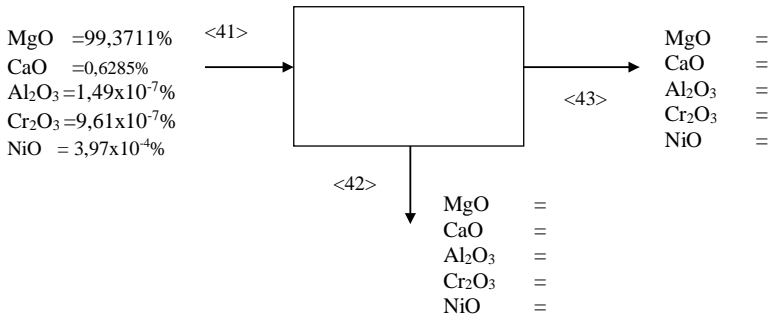 MgO =99,3711%
CaO =0,6285%
Al₂O₃ =1,49x10⁻⁷%
Cr₂O₃ =9,61x10⁻⁷%
NiO = 3,97x10⁻⁴%
<41>
<43>
MgO =
CaO =
Al₂O₃ =
Cr₂O₃ =
NiO =
<42>
MgO =
CaO =
Al₂O₃ =
Cr₂O₃ =
NiO =